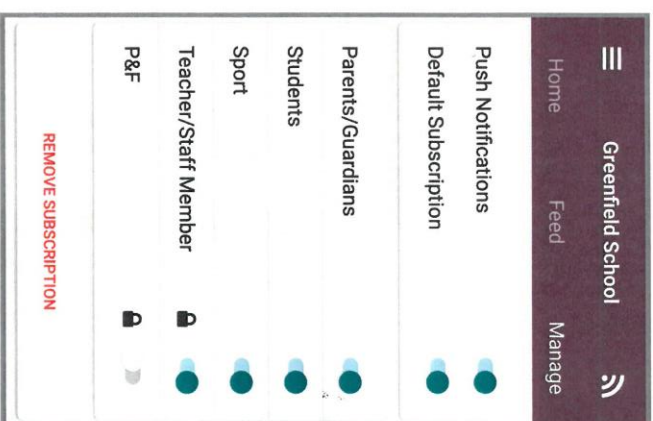 Greenfield School
Home Feed Manage
Push Notifications
Default Subscription
Parents/Guardians
Students
Sport
Teacher/Staff Member
P&F
REMOVE SUBSCRIPTION